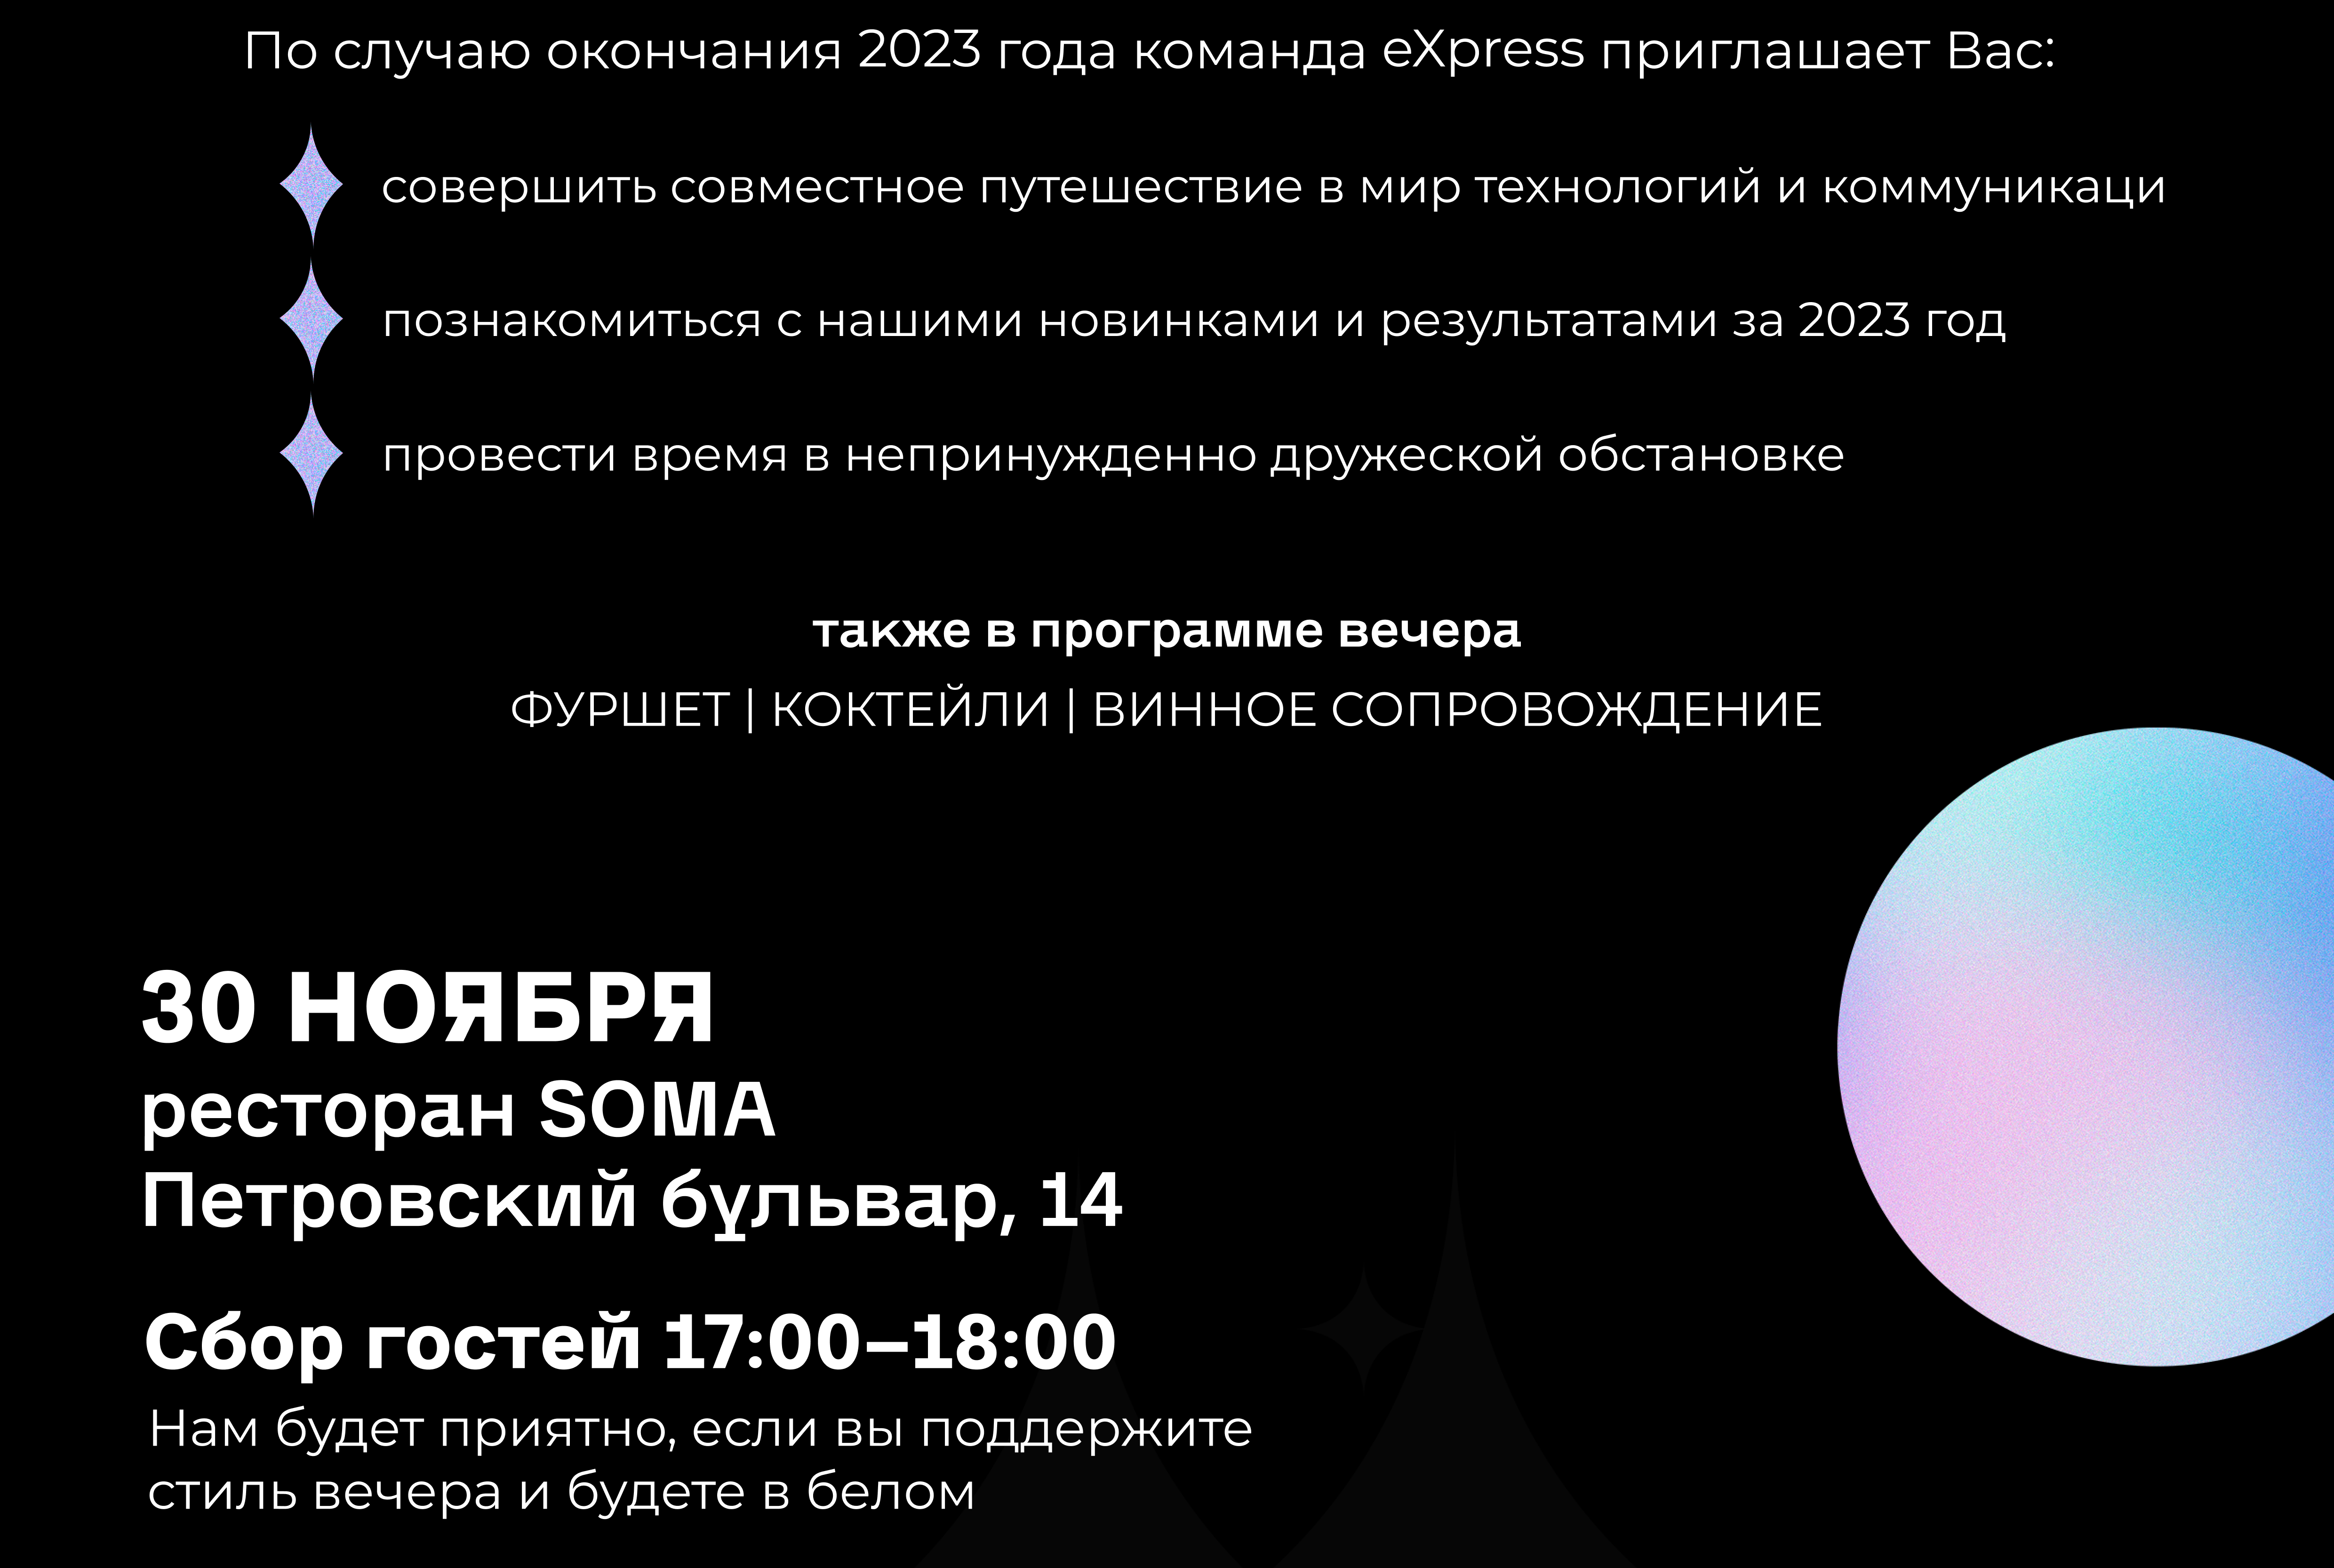 По случаю окончания 2023 года команда eXpress приглашает Вас:
совершить совместное путешествие в мир технологий и коммуникаци
познакомиться с нашими новинками и результатами за 2023 год
провести время в непринужденно дружеской обстановке
также в программе вечера
ФУРШЕТ | КОКТЕЙЛИ | ВИННОЕ СОПРОВОЖДЕНИЕ
30 НОЯБРЯ
ресторан SOMA
Петровский бульвар, 14
Сбор гостей 17:00–18:00
Нам будет приятно, если вы поддержите
стиль вечера и будете в белом